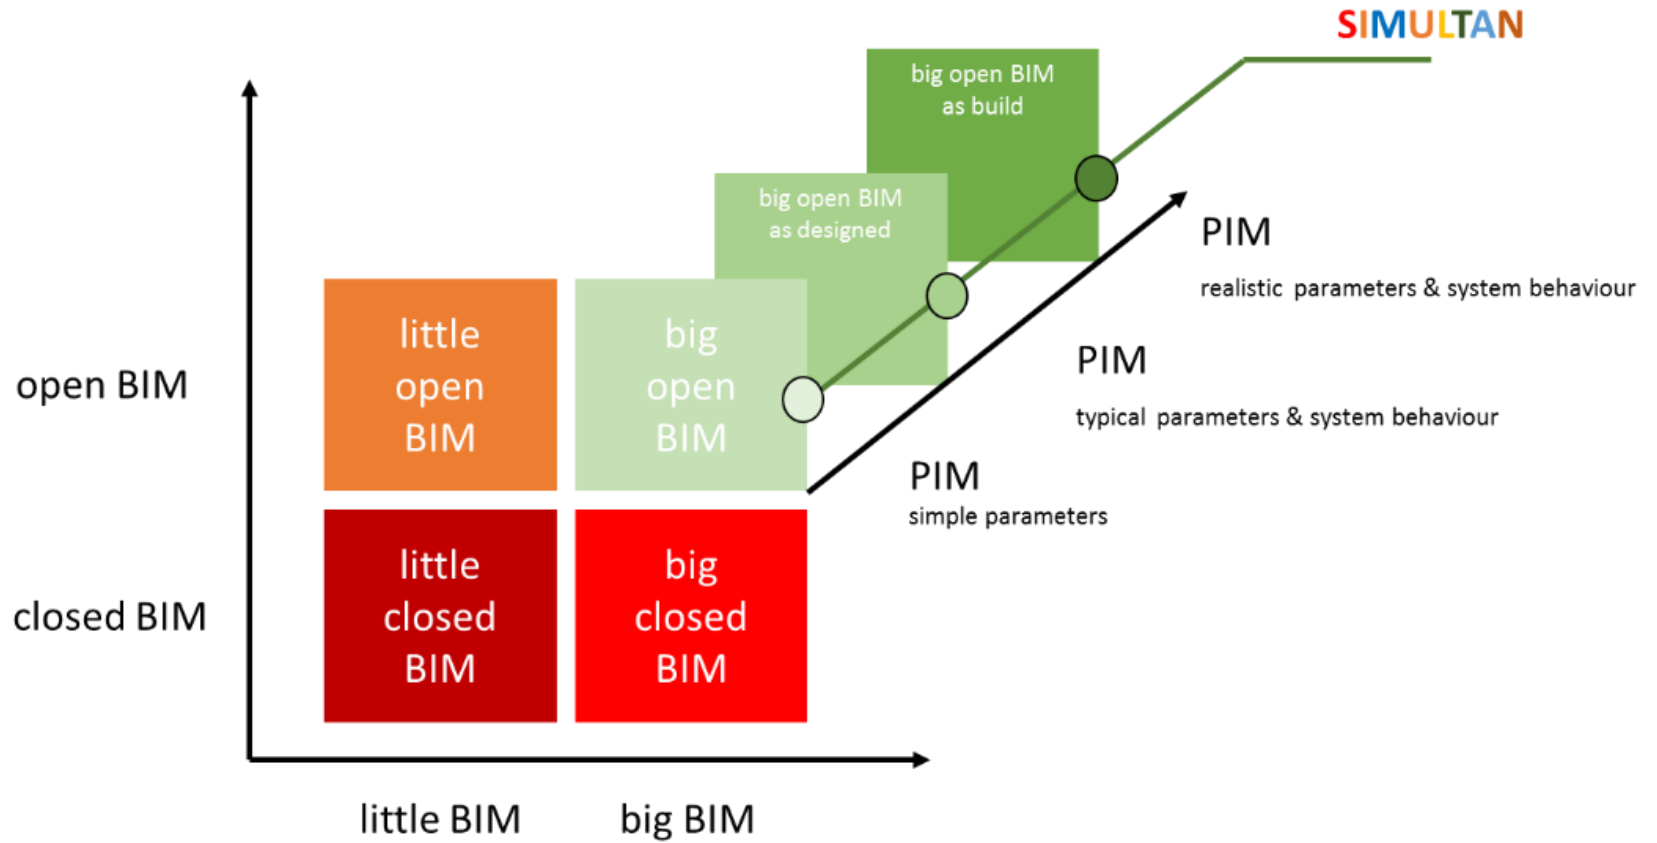 SIMULTAN
big open BIM
as build
big open BIM
as designed
PIM
realistic parameters & system behaviour
little
open
BIM
big
open
BIM
open BIM
PIM
typical parameters & system behaviour
PIM
simple parameters
little
closed
BIM
big
closed
BIM
closed BIM
little BIM
big BIM